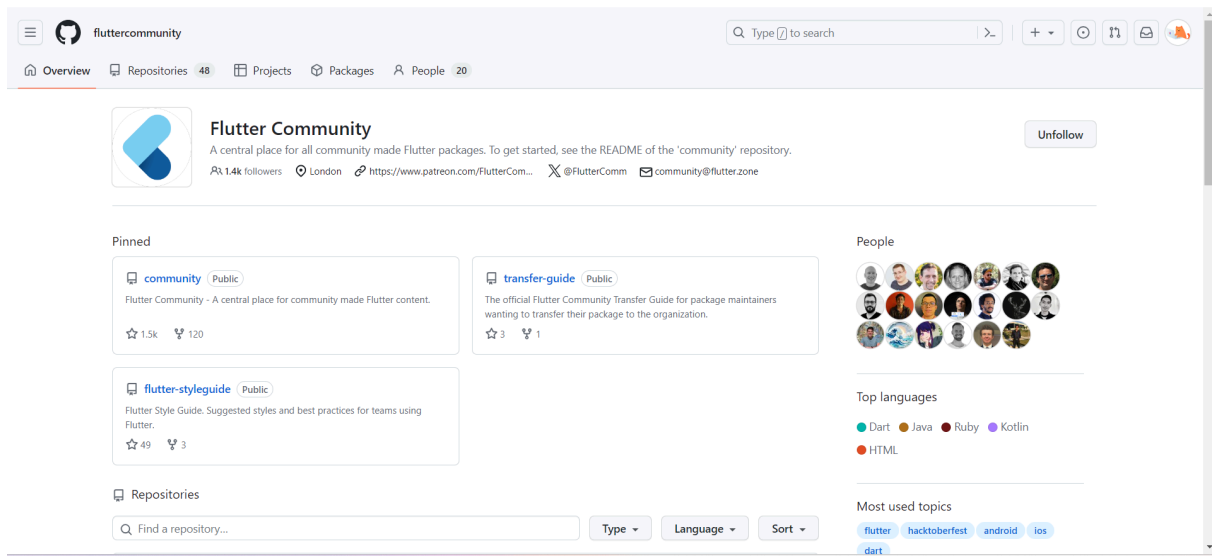 fluttercommunity
Type / to search
Overview
Repositories 48
Projects
Packages
People 20
Flutter Community
Unfollow
A central place for all community made Flutter packages. To get started, see the README of the 'community' repository.
1.4k followers
London
https://www.patreon.com/FlutterCom...
@FlutterComm
community@flutter.zone
Pinned
community Public
Flutter Community - A central place for community made Flutter content.
1.5k 120
transfer-guide Public
The official Flutter Community Transfer Guide for package maintainers
wanting to transfer their package to the organization.
3 1
flutter-styleguide Public
Flutter Style Guide. Suggested styles and best practices for teams using
Flutter.
49 3
Repositories
Find a repository...
Type
Language
Sort
People
Top languages
Dart Java Ruby Kotlin
HTML
Most used topics
flutter hacktoberfest android ios
dart